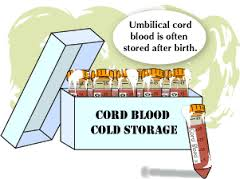 Umbilical cord
blood is often
stored after birth.
CORD BLOOD
COLD STORAGE